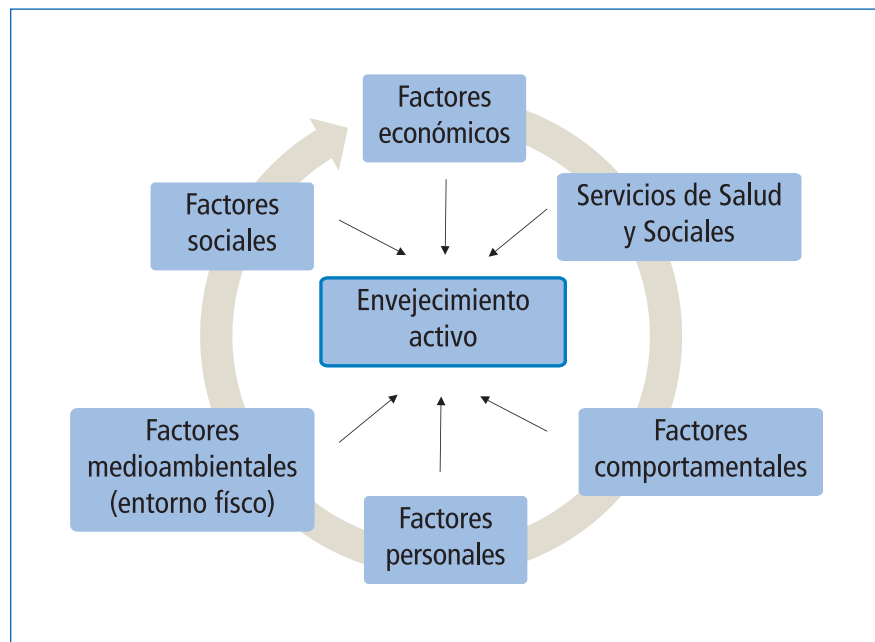 Factores
económicos
Servicios de Salud
y Sociales
Factores
sociales
Envejecimiento
activo
Factores
medioambientales
(entorno físco)
Factores
comportamentales
Factores
personales